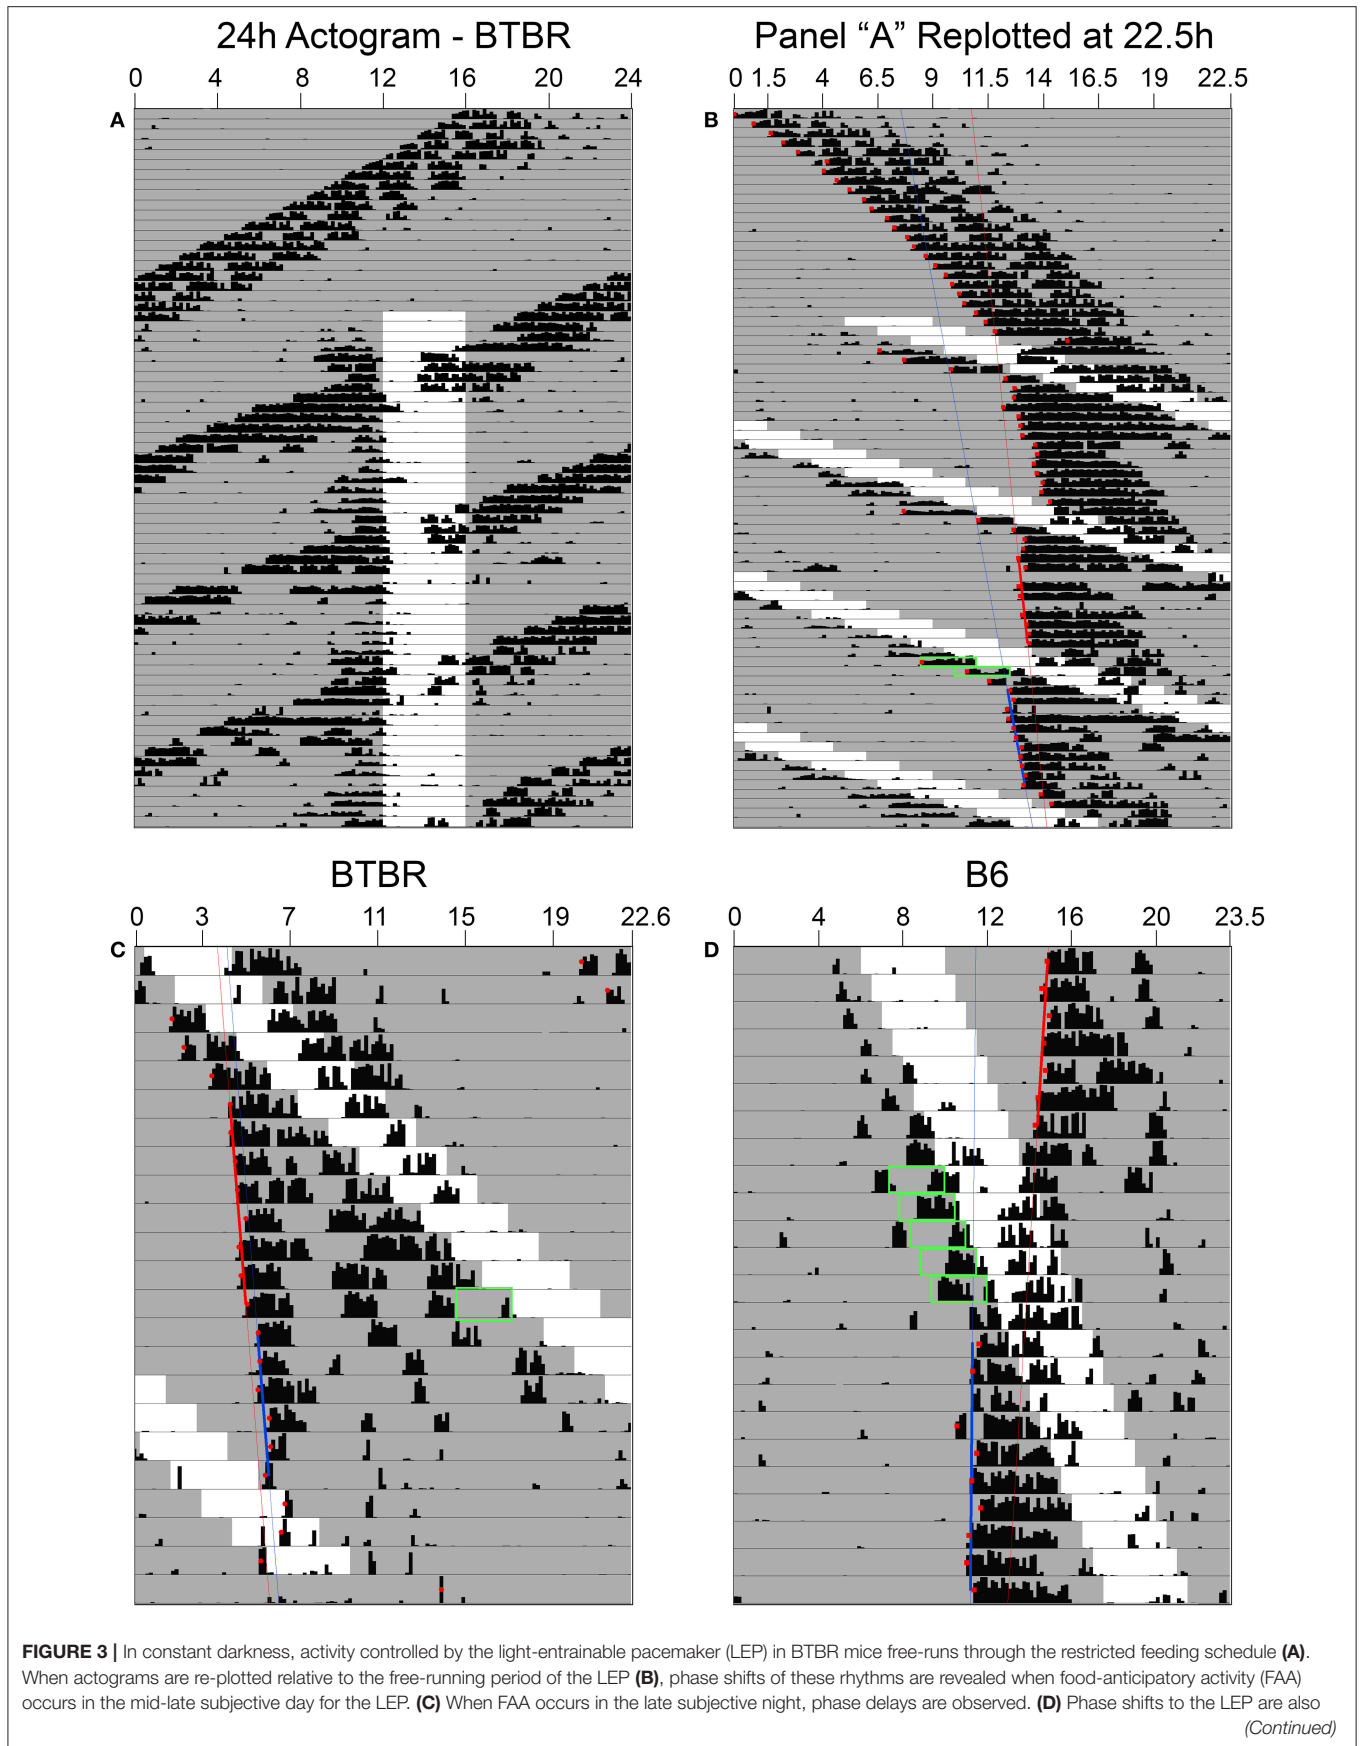 24h Actogram - BTBR
Panel “A” Replotted at 22.5h
0 4 8 12 16 20 24
0 1.5 4 6.5 9 11.5 14 16.5 19 22.5
A
B
BTBR
B6
0 3 7 11 15 19 22.6
0 4 8 12 16 20 23.5
C
D
FIGURE 3 | In constant darkness, activity controlled by the light-entrainable pacemaker (LEP) in BTBR mice free-runs through the restricted feeding schedule (A).
When actograms are re-plotted relative to the free-running period of the LEP (B), phase shifts of these rhythms are revealed when food-anticipatory activity (FAA)
occurs in the mid-late subjective day for the LEP. (C) When FAA occurs in the late subjective night, phase delays are observed. (D) Phase shifts to the LEP are also
(Continued)